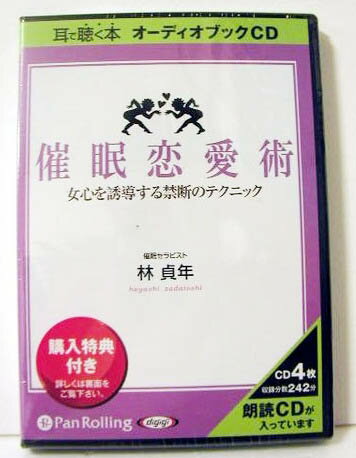 耳で聴く本 オーディオブックCD
催眠恋愛術
女心を誘導する禁断のテクニック
催眠セラピスト
林 貞年
hayashi sadatoshi
購入特典
付き
詳しくは裏面を
ご覧下さい。
CD4枚
収録分数242分
朗読CDが
入っています
PanRolling
digigi